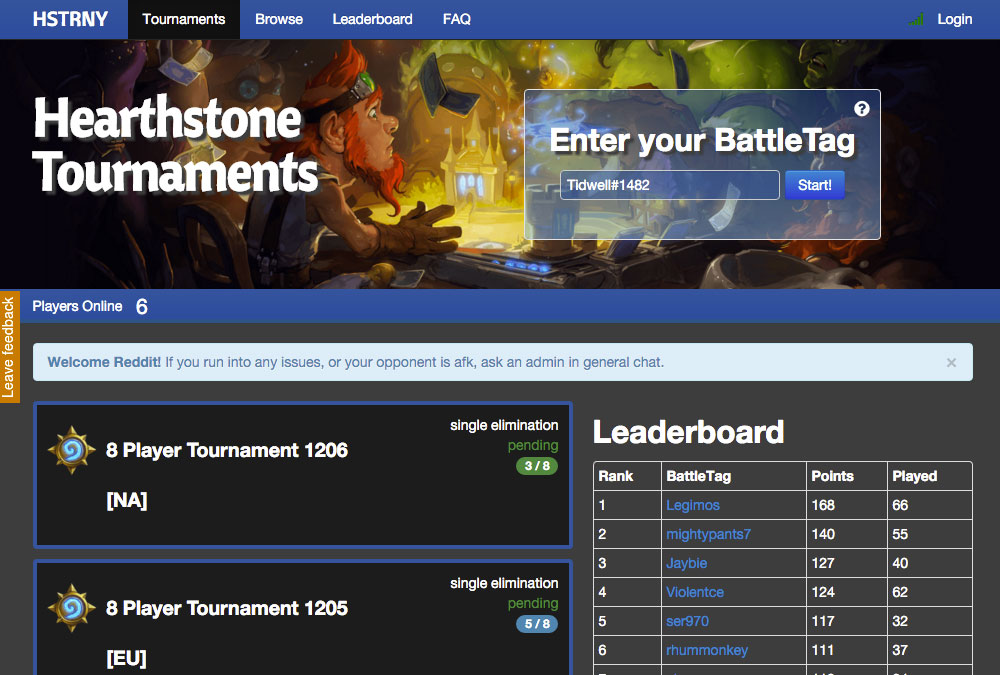 HSTRNY Tournaments Browse Leaderboard FAQ Login
Hearthstone
Tournaments
?
Enter your BattleTag
Tidwell#1482 Start!
Leave feedback
Players Online 6
Welcome Reddit! If you run into any issues, or your opponent is afk, ask an admin in general chat. ×
8 Player Tournament 1206
[NA]
single elimination
pending
3 / 8
8 Player Tournament 1205
[EU]
single elimination
pending
5 / 8
Leaderboard
Rank BattleTag Points Played
1 Legimos 168 66
2 mightypants7 140 55
3 Jaybie 127 40
4 Violentce 124 62
5 ser970 117 32
6 rhummonkey 111 37